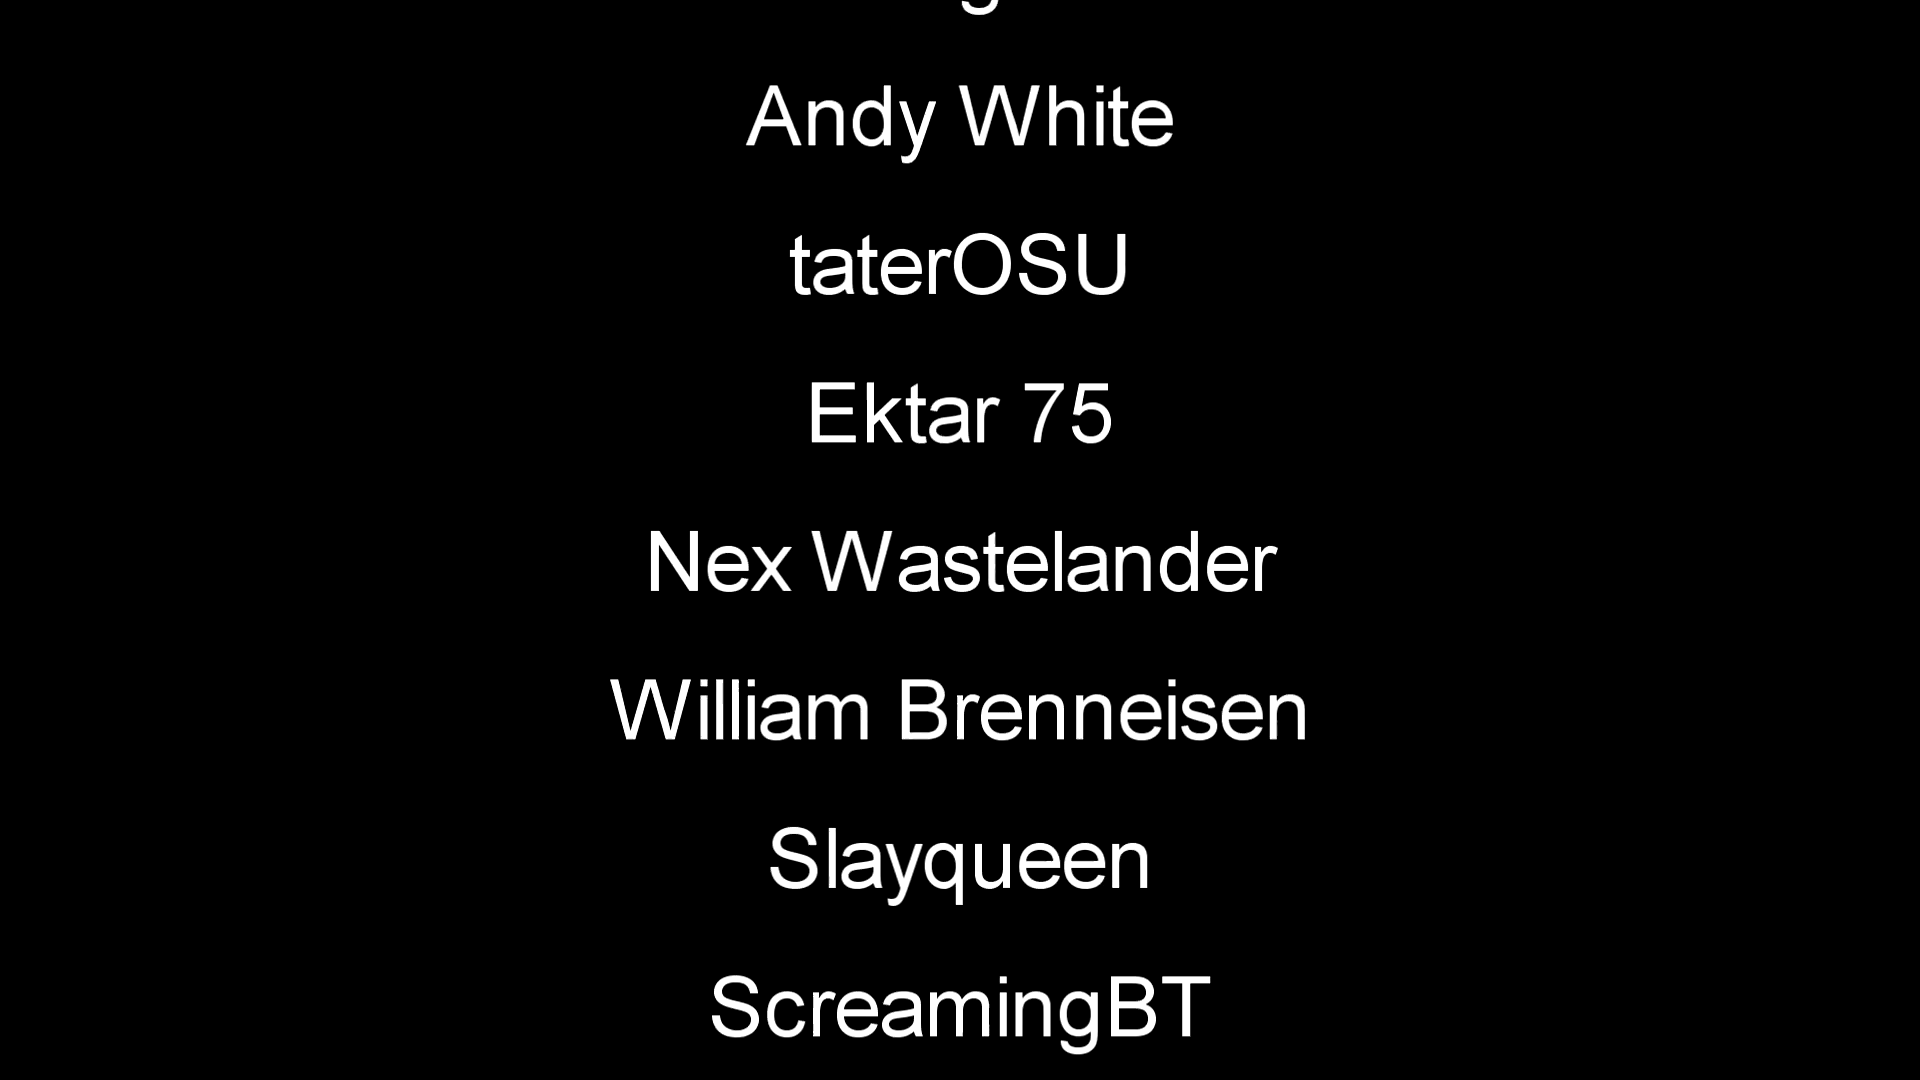 Andy White
taterOSU
Ektar 75
Nex Wastelander
William Brenneisen
Slayqueen
ScreamingBT